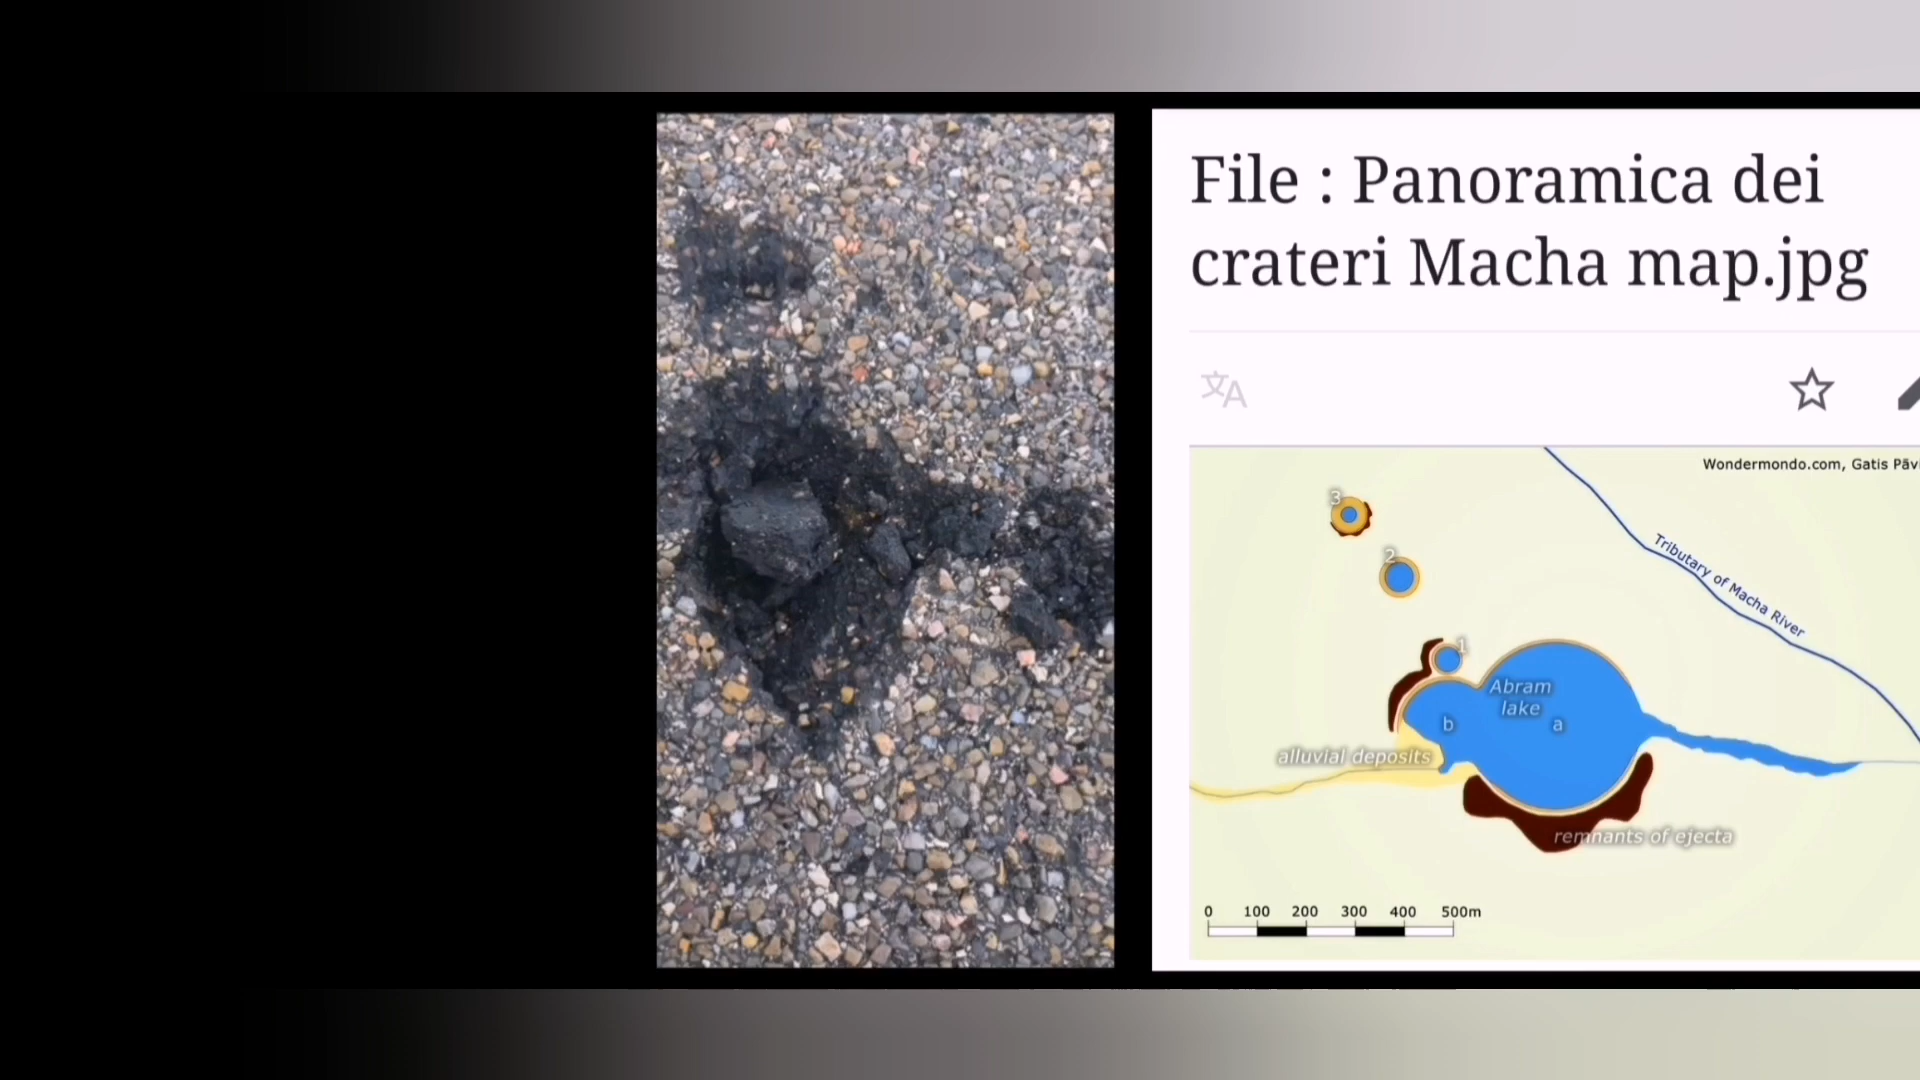 File : Panoramica dei
crateri Macha map.jpg
Wondermondo.com, Gatis
3
2
Tributary of Macha River
1
Abram
lake
b
a
alluvial deposits
remnants of ejecta
0 100 200 300 400 500m